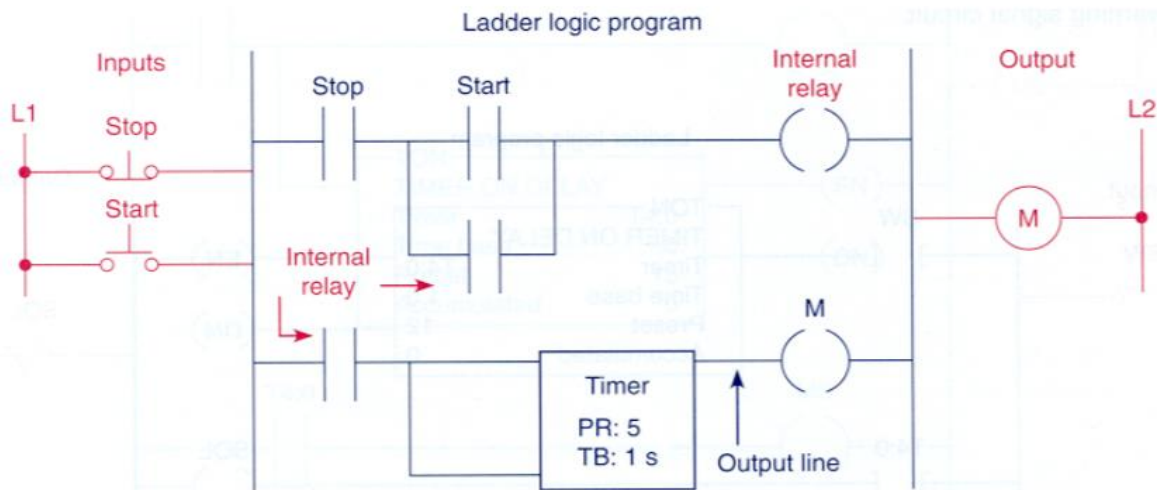 Ladder logic program
Inputs
Internal
relay
Output
L1
Stop
Start
L2
Stop
Start
M
Internal
relay
M
Timer
PR: 5
TB: 1 s
Output line